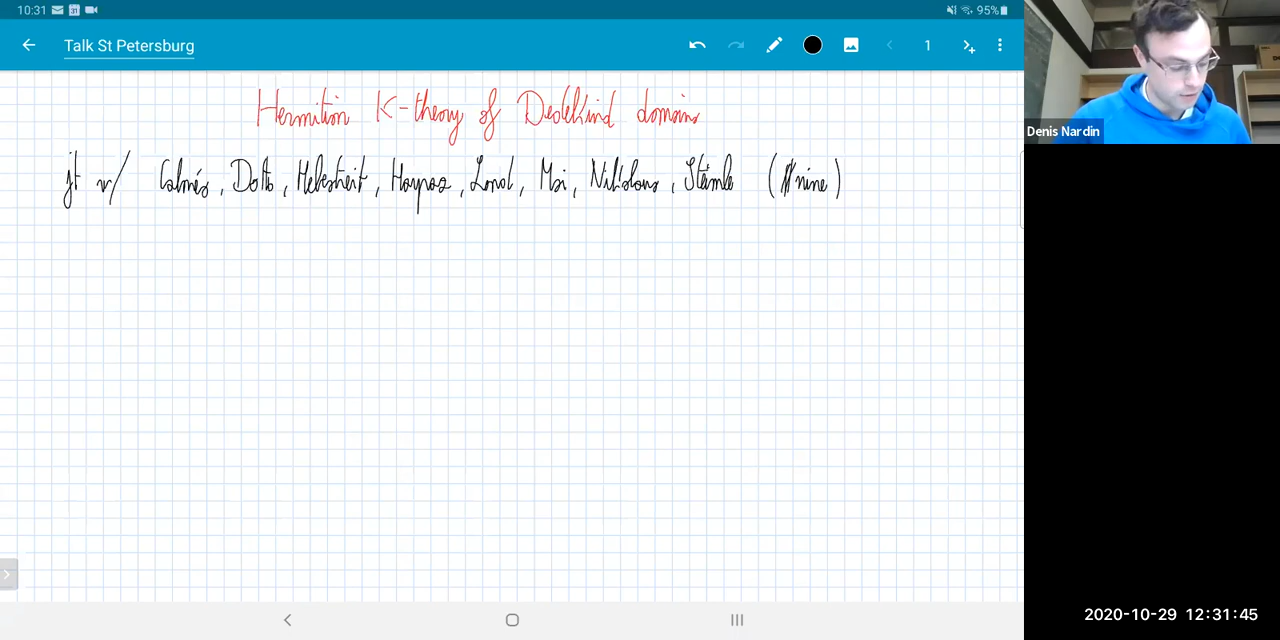 10:31 31 95%
Talk St Petersburg
1
Hermitian K-theory of Dedekind domains
jt w/ Calmès, Dotto, Hebestreit, Harpaz, Land, Moi, Nikolaus, Steimle (#nine)
Denis Nardin
2020-10-29 12:31:45